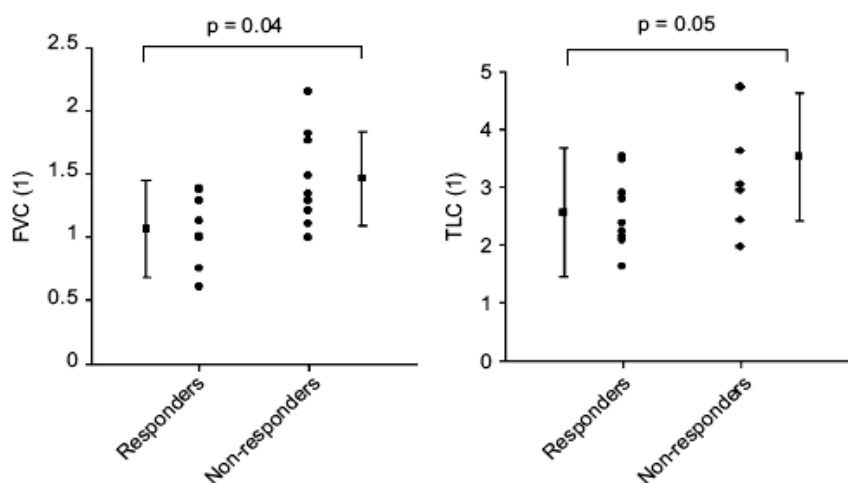 p = 0.04
2.5
2
1.5
1
0.5
0
FVC (1)
Responders
Non-responders
p = 0.05
5
4
3
2
1
0
TLC (1)
Responders
Non-responders